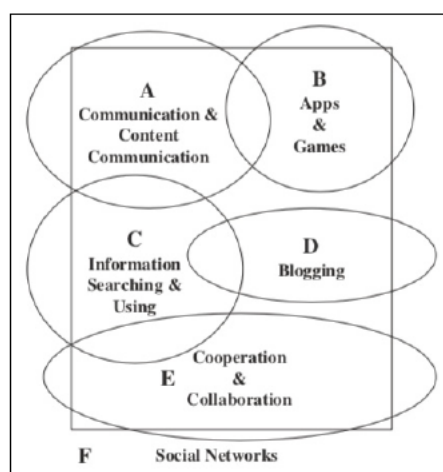 A
Communication &
Content
Communication
B
Apps
&
Games
C
Information
Searching &
Using
D
Blogging
E
Cooperation
&
Collaboration
F Social Networks